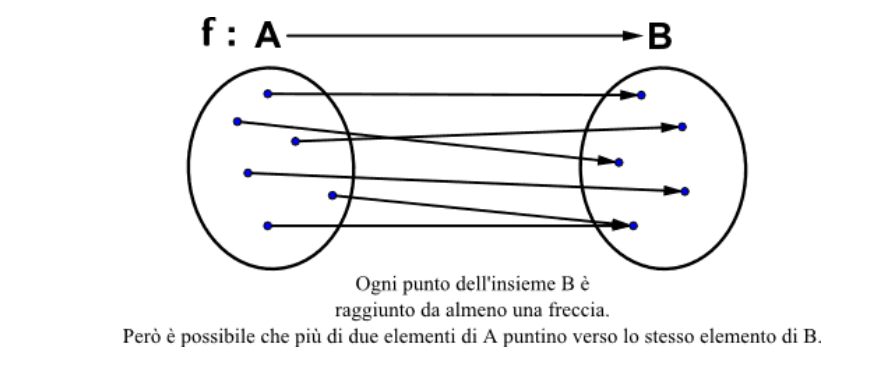 f : A B
Ogni punto dell'insieme B è
raggiunto da almeno una freccia.
Però è possibile che più di due elementi di A puntino verso lo stesso elemento di B.